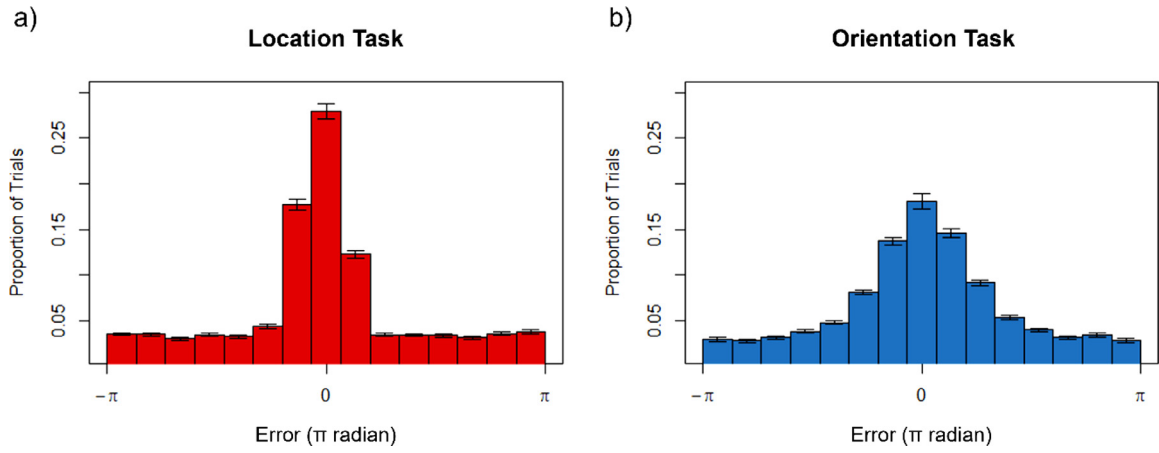 a)
Location Task
Proportion of Trials
0.25
0.15
0.05
−π
0
π
Error (π radian)
b)
Orientation Task
Proportion of Trials
0.25
0.15
0.05
−π
0
π
Error (π radian)